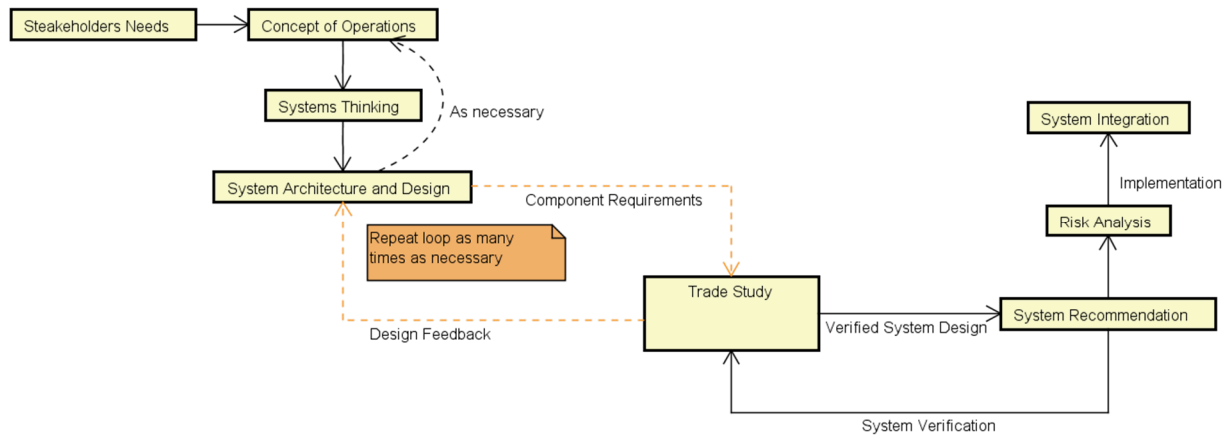 Steakeholders Needs
Concept of Operations
Systems Thinking
As necessary
System Integration
System Architecture and Design
Component Requirements
Implementation
Risk Analysis
Repeat loop as many
times as necessary
Trade Study
System Recommendation
Verified System Design
Design Feedback
System Verification